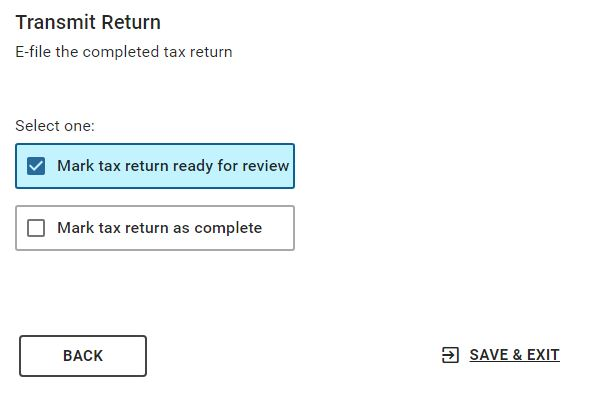 Transmit Return
E-file the completed tax return
Select one:
Mark tax return ready for review
Mark tax return as complete
BACK
SAVE & EXIT